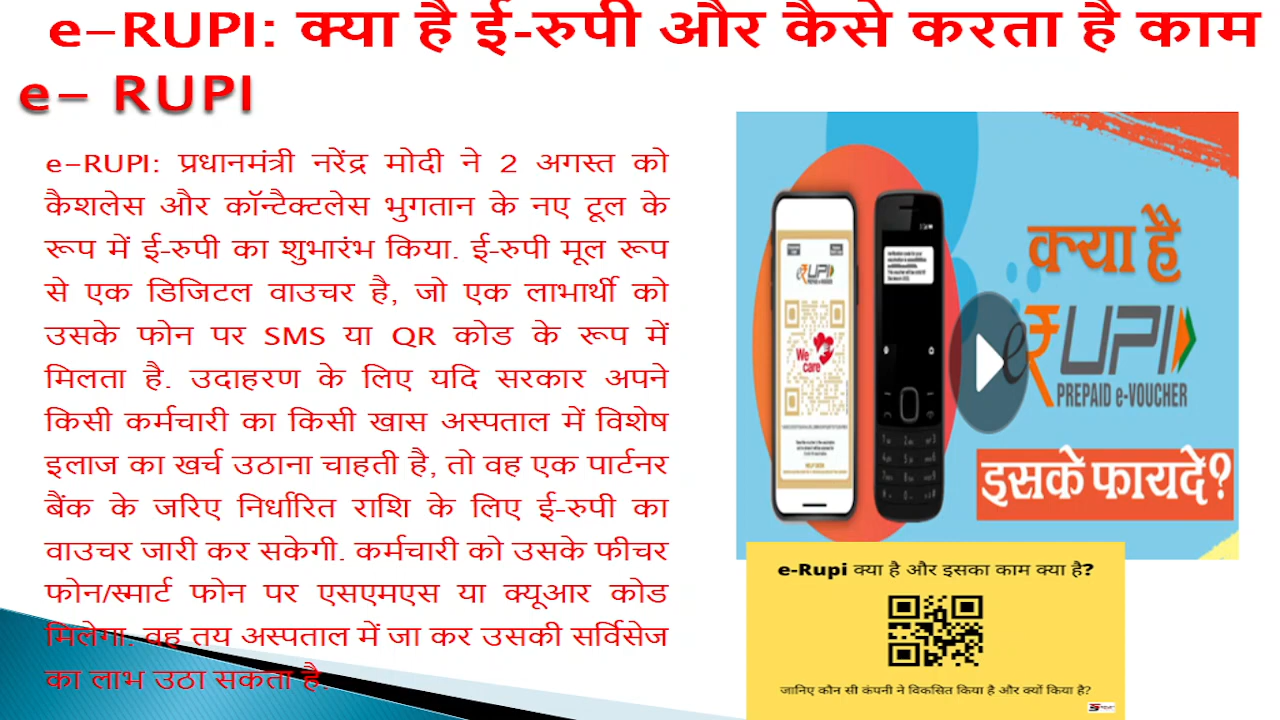 e-RUPI: क्या है ई-रुपी और कैसे करता है काम
e- RUPI
e-RUPI: प्रधानमंत्री नरेंद्र मोदी ने 2 अगस्त को
कैशलेस और कॉन्टैक्टलेस भुगतान के नए टूल के
रूप में ई-रुपी का शुभारंभ किया. ई-रुपी मूल रूप
से एक डिजिटल वाउचर है, जो एक लाभार्थी को
उसके फोन पर SMS या QR कोड के रूप में
मिलता है. उदाहरण के लिए यदि सरकार अपने
किसी कर्मचारी का किसी खास अस्पताल में विशेष
इलाज का खर्च उठाना चाहती है, तो वह एक पार्टनर
बैंक के जरिए निर्धारित राशि के लिए ई-रुपी का
वाउचर जारी कर सकेगी. कर्मचारी को उसके फीचर
फोन/स्मार्ट फोन पर एसएमएस या क्यूआर कोड
मिलेगा. वह तय अस्पताल में जा कर उसकी सर्विसेज
का लाभ उठा सकता है.
क्या है
e₹UPI
PREPAID e-VOUCHER
इसके फायदे?
e₹UPI
We
care
e-Rupi क्या है और इसका काम क्या है?
जानिए कौन सी कंपनी ने विकसित किया है और क्यों किया है?